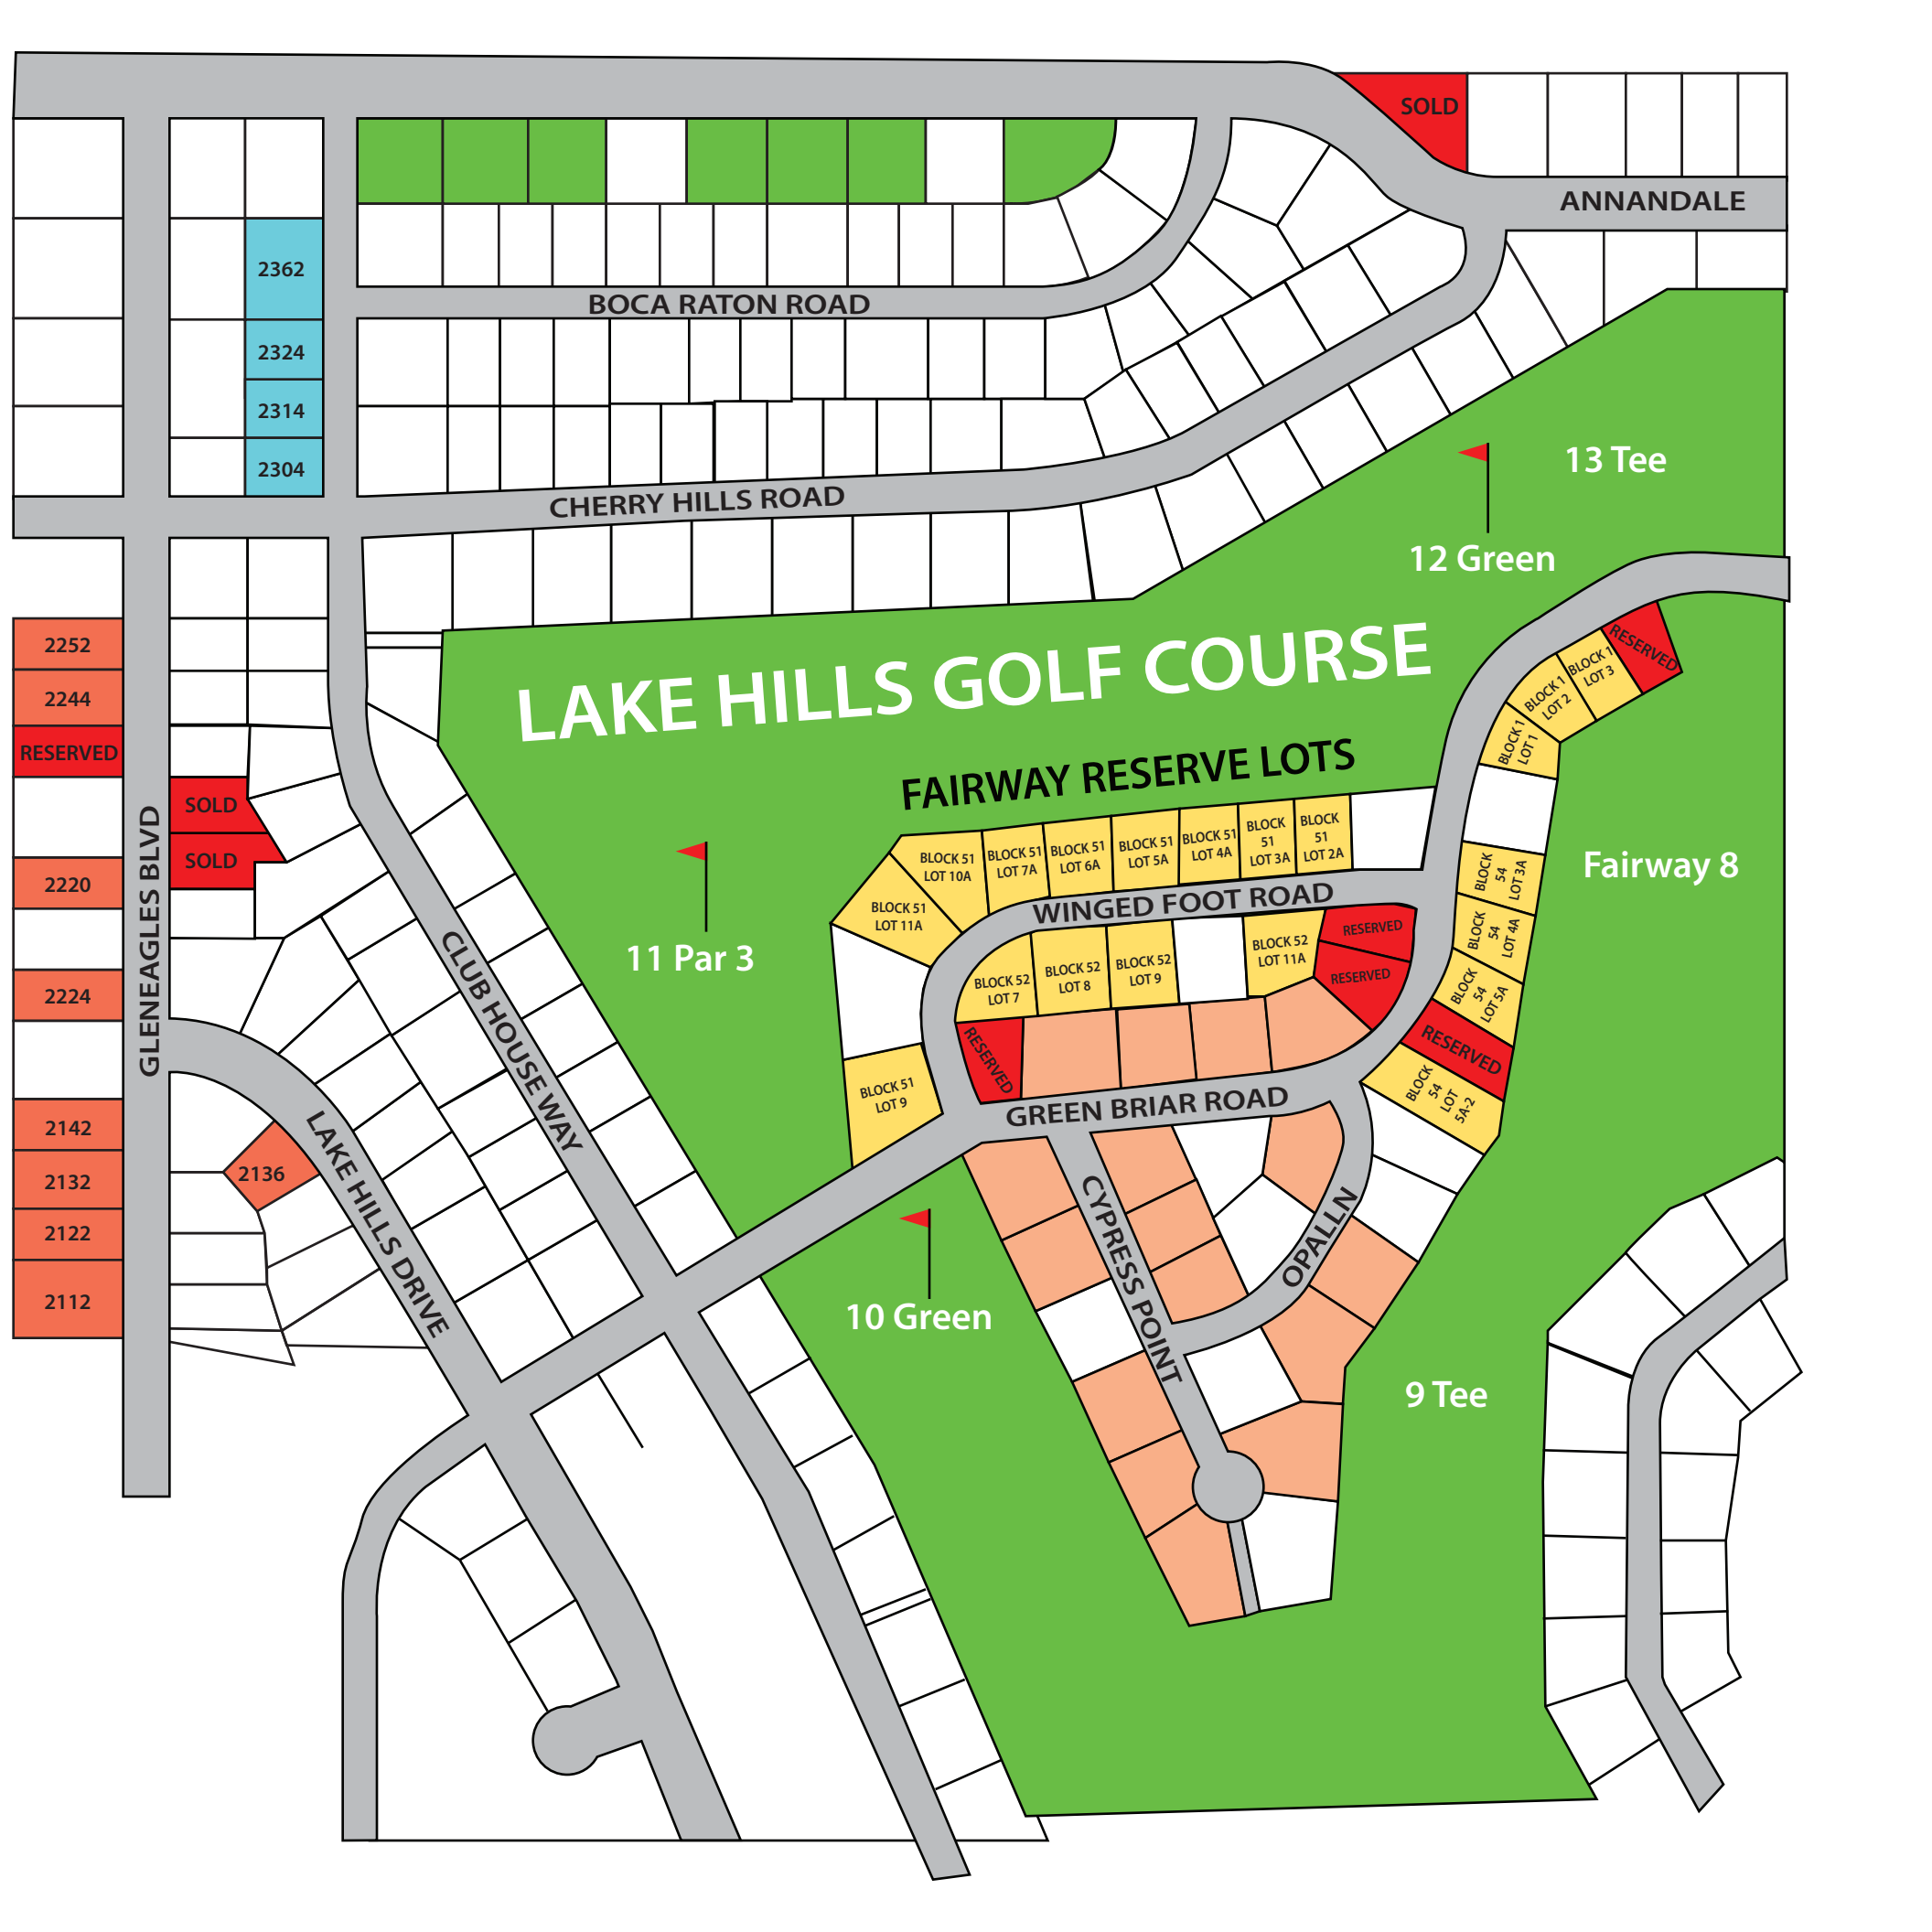 SOLD
ANNANDALE
2362
2324
2314
2304
BOCA RATON ROAD
CHERRY HILLS ROAD
13 Tee
12 Green
2252
2244
RESERVED
SOLD
SOLD
2220
2224
2142
2132
2122
2112
2136
GLENEAGLES BLVD
LAKE HILLS DRIVE
CLUB HOUSE WAY
LAKE HILLS GOLF COURSE
FAIRWAY RESERVE LOTS
11 Par 3
RESERVED
BLOCK 1
LOT 3
BLOCK 1
LOT 2
BLOCK 1
LOT 1
BLOCK 51
LOT 11A
BLOCK 51
LOT 10A
BLOCK 51
LOT 7A
BLOCK 51
LOT 6A
BLOCK 51
LOT 5A
BLOCK 51
LOT 4A
BLOCK
51
LOT 3A
BLOCK
51
LOT 2A
Fairway 8
WINGED FOOT ROAD
BLOCK 52
LOT 7
BLOCK 52
LOT 8
BLOCK 52
LOT 9
BLOCK 52
LOT 11A
RESERVED
RESERVED
BLOCK
54
LOT 3A
BLOCK
54
LOT 4A
BLOCK
54
LOT 5A
RESERVED
BLOCK
54
LOT
5A-2
RESERVED
BLOCK 51
LOT 9
GREEN BRIAR ROAD
CYPRESS POINT
OPALLN
10 Green
9 Tee